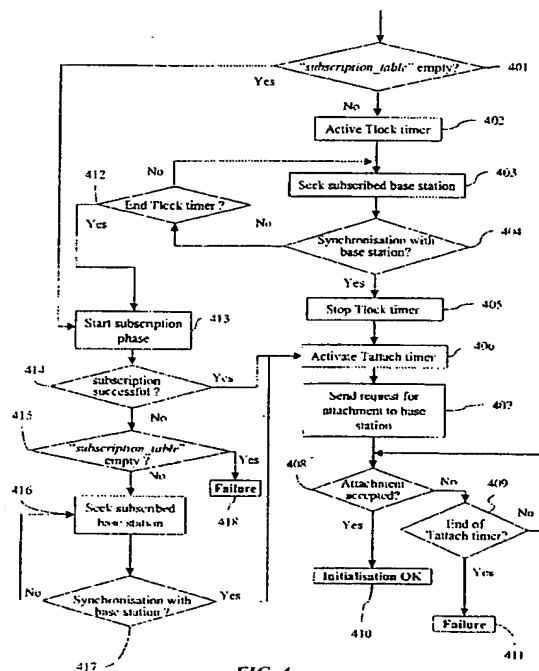 "subscription_table" empty?
401
Yes
No
Active Tlock timer
402
412
No
Seek subscribed base station
403
End Tlock timer ?
Yes
No
Synchronisation with
base station?
404
Yes
Stop Tlock timer
405
Start subscription
phase
413
Activate Tattach timer
406
414
subscription
successful ?
Yes
Send request for
attachment to base
station
407
No
415
"subscription_table"
empty ?
Yes
No
Failure
418
408
Attachment
accepted?
No
409
No
416
Seek subscribed
base station
End of
Tattach timer?
Yes
Yes
No
Synchronisation with
base station ?
Yes
Initialisation OK
410
Failure
411
417
FIG. 4